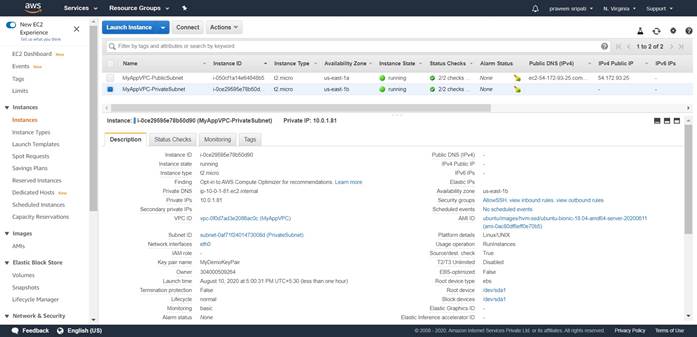 aws Services Resource Groups praveen sripati N. Virginia Support
New EC2 Experience
Tell us what you think
EC2 Dashboard New
Events New
Tags
Limits
Instances
Instances
Instance Types
Launch Templates
Spot Requests
Savings Plans
Reserved Instances
Dedicated Hosts New
Scheduled Instances
Capacity Reservations
Images
AMIs
Elastic Block Store
Volumes
Snapshots
Lifecycle Manager
Network & Security
Launch Instance Connect Actions
Filter by tags and attributes or search by keyword 1 to 2 of 2
Name Instance ID Instance Type Availability Zone Instance State Status Checks Alarm Status Public DNS (IPv4) IPv4 Public IP IPv6 IPs
MyAppVPC-PublicSubnet t2.micro us-east-1a running 2/2 checks ... None ec2-54-172-93-25.com... 54.172.93.25 -
MyAppVPC-PrivateSubnet t2.micro us-east-1b running 2/2 checks ... None - -
Instance: (MyAppVPC-PrivateSubnet) Private IP: 10.0.1.81
Description Status Checks Monitoring Tags
Instance ID
Instance state running
Instance type t2.micro
Finding Opt-in to AWS Compute Optimizer for recommendations. Learn more
Private DNS ip-10-0-1-81.ec2.internal
Private IPs 10.0.1.81
Secondary private IPs
VPC ID (MyAppVPC)
Subnet ID (PrivateSubnet)
Network interfaces eth0
IAM role -
Key pair name MyDemoKeyPair
Owner 304000509264
Launch time August 10, 2020 at 5:00:31 PM UTC+5:30 (less than one hour)
Termination protection False
Lifecycle normal
Monitoring basic
Alarm status None
Public DNS (IPv4) -
IPv4 Public IP -
IPv6 IPs -
Elastic IPs
Availability zone us-east-1b
Security groups AllowSSH. view inbound rules. view outbound rules
Scheduled events No scheduled events
AMI ID ubuntu/images/hvm-ssd/ubuntu-bionic-18.04-amd64-server-20200611
Platform details Linux/UNIX
Usage operation RunInstances
Source/dest. check True
T2/T3 Unlimited Disabled
EBS-optimized False
Root device type ebs
Root device /dev/sda1
Block devices /dev/sda1
Elastic Graphics ID -
Elastic Inference accelerator ID -
Feedback English (US) © 2008 - 2020, Amazon Internet Services Private Ltd. or its affiliates. All rights reserved. Privacy Policy Terms of Use